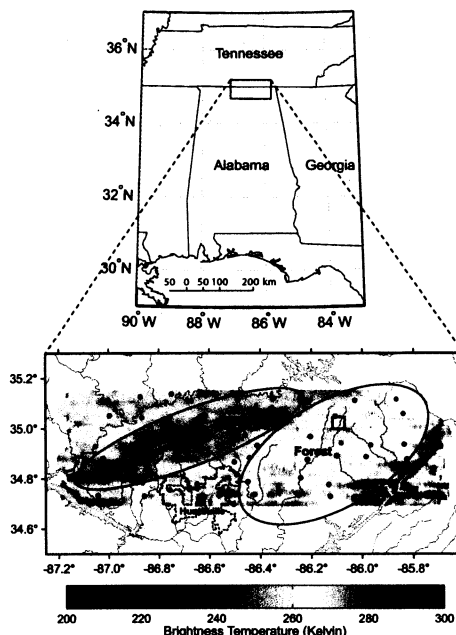 36°N
Tennessee
34°N
Alabama
Georgia
32°N
30°N
50 0 50 100 200 km
90 W 88 W 86 W 84 W
35.2°
35.0°
Forest
34.8°
Huntsville
34.6°
-87.2° -87.0° -86.8° -86.6° -86.4° -86.2° -86.0° -85.8°
200 220 240 260 280 300
Brightness Temperature (Kelvin)